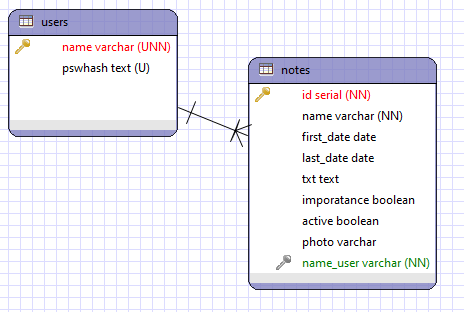 users
name varchar (UNN)
pswhash text (U)
notes
id serial (NN)
name varchar (NN)
first_date date
last_date date
txt text
imporatance boolean
active boolean
photo varchar
name_user varchar (NN)